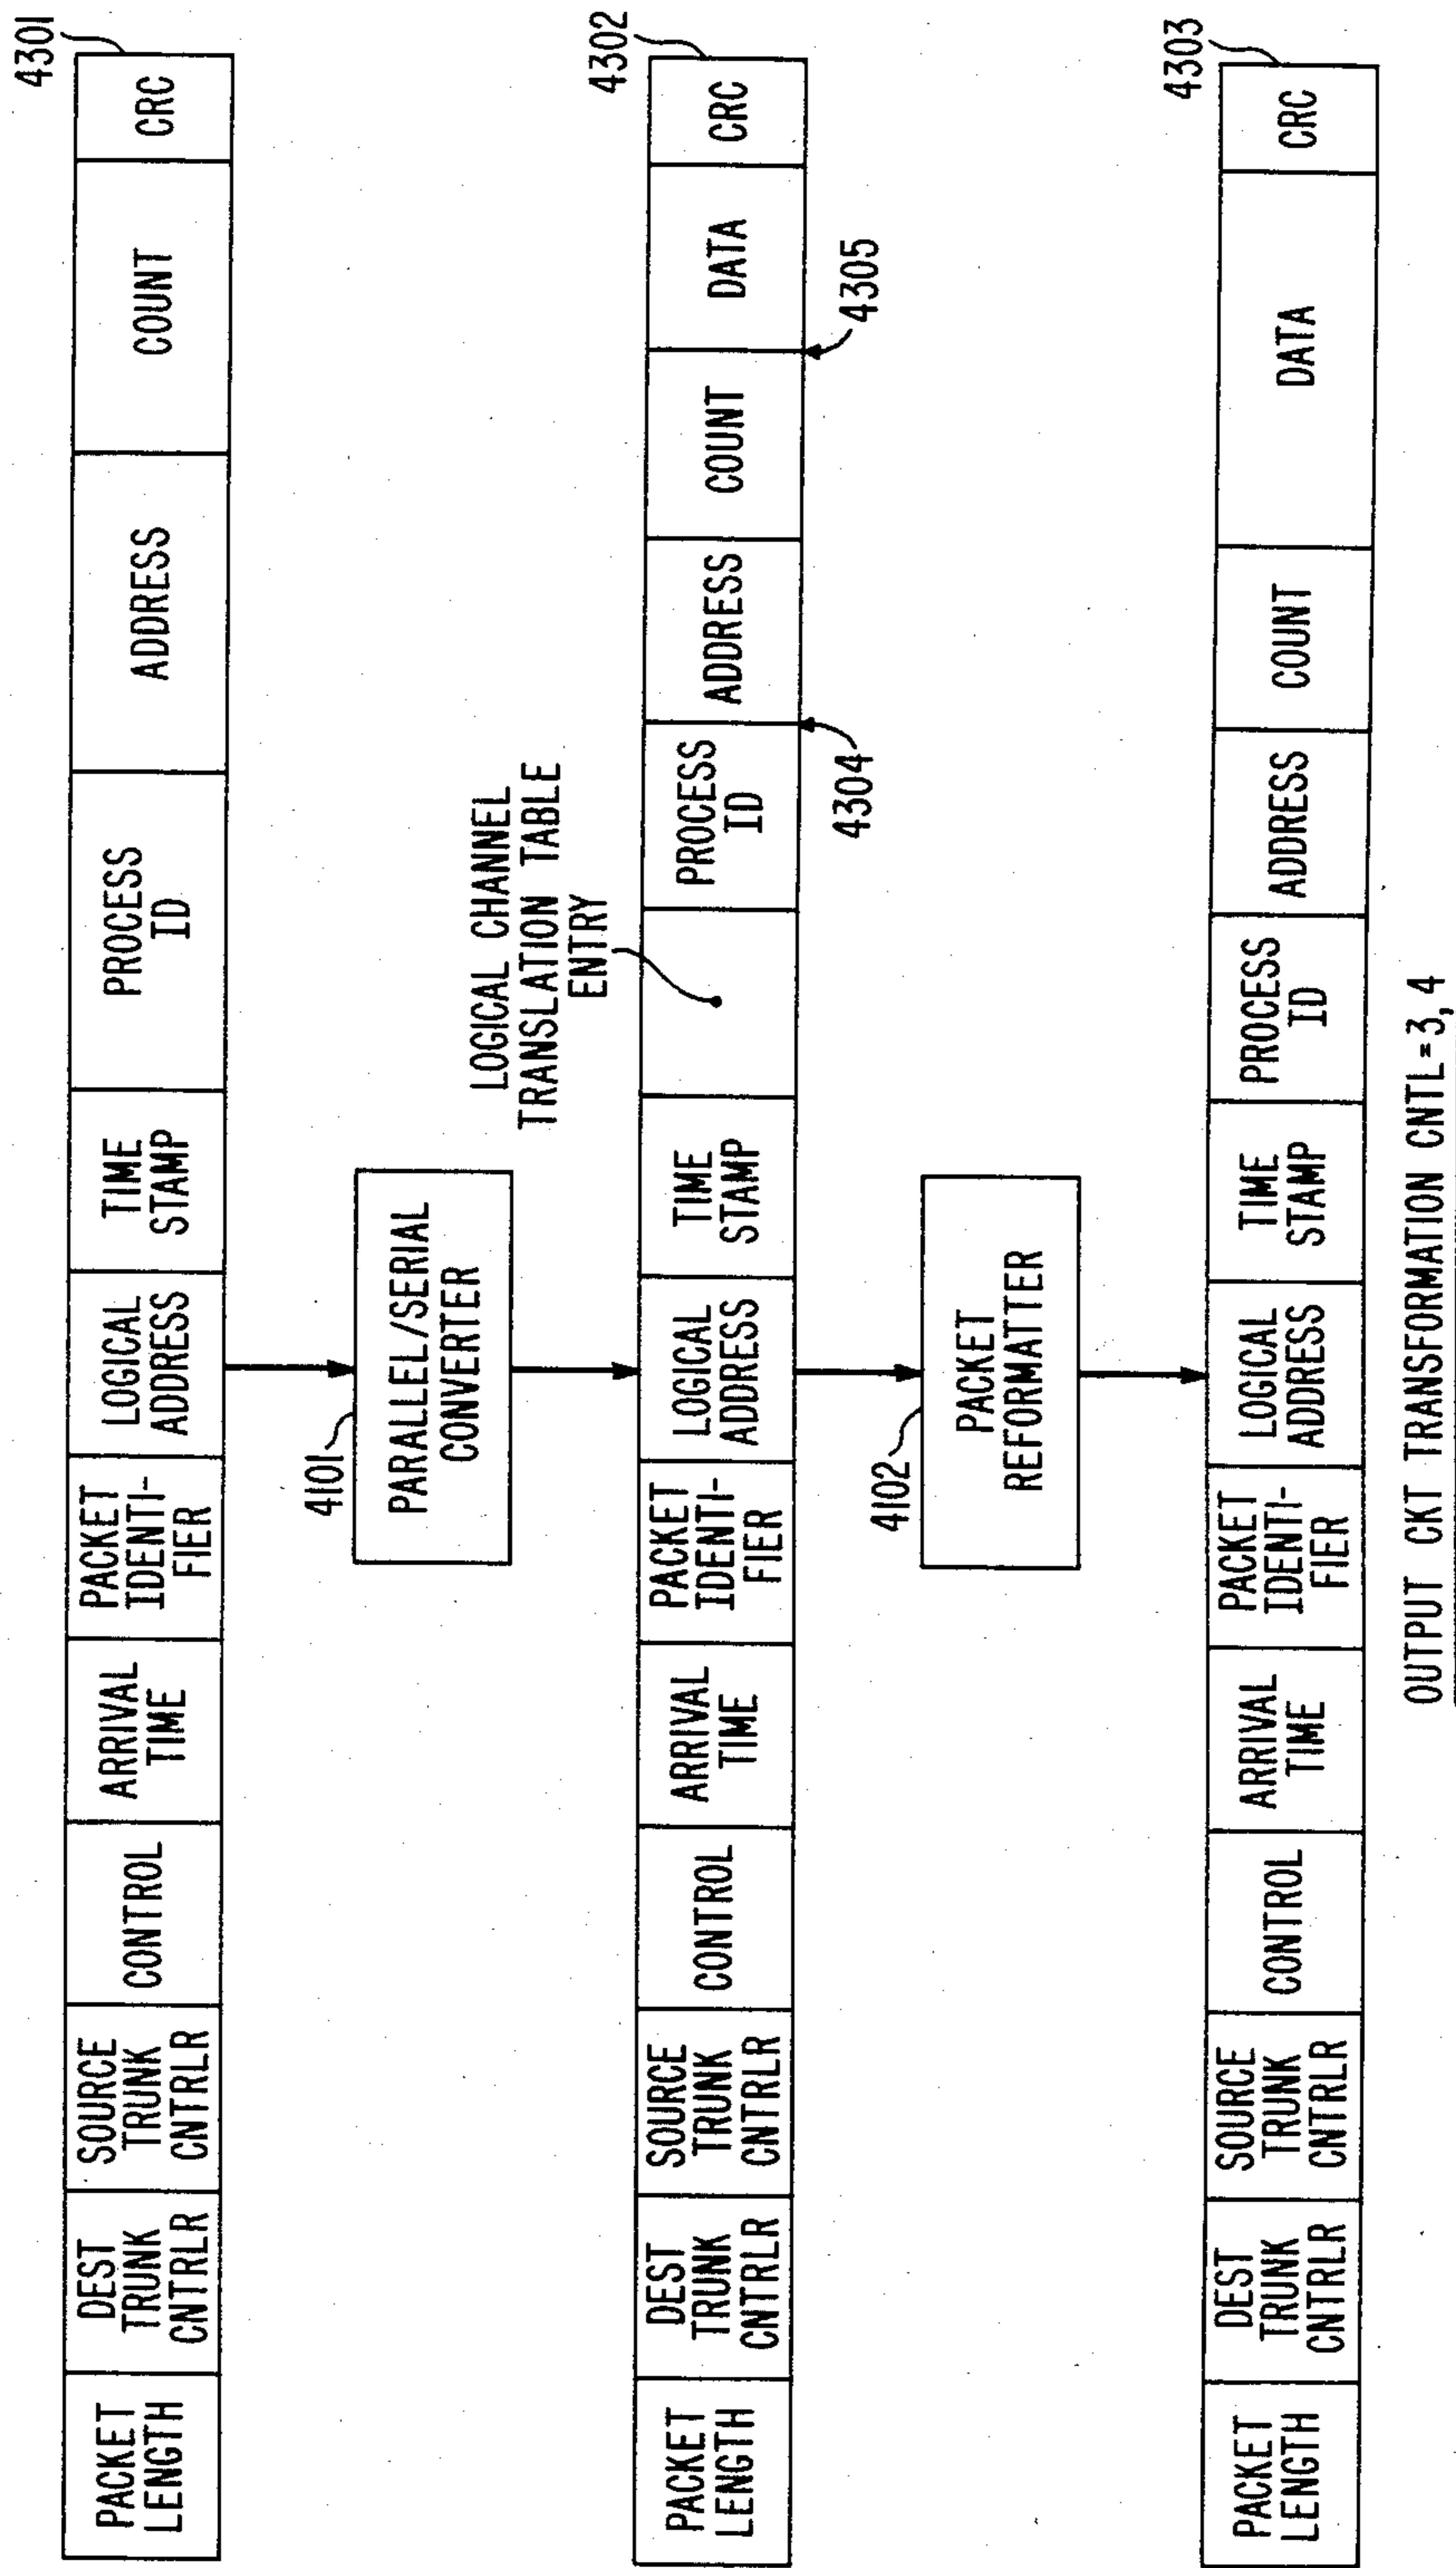 4301
PACKET
LENGTH
DEST
TRUNK
CNTRLR
SOURCE
TRUNK
CNTRLR
CONTROL
ARRIVAL
TIME
PACKET
IDENTI-
FIER
LOGICAL
ADDRESS
TIME
STAMP
PROCESS
ID
ADDRESS
COUNT
CRC
4101
PARALLEL/SERIAL
CONVERTER
LOGICAL CHANNEL
TRANSLATION TABLE
ENTRY
4302
PACKET
LENGTH
DEST
TRUNK
CNTRLR
SOURCE
TRUNK
CNTRLR
CONTROL
ARRIVAL
TIME
PACKET
IDENTI-
FIER
LOGICAL
ADDRESS
TIME
STAMP
PROCESS
ID
ADDRESS
COUNT
DATA
CRC
4304
4305
4102
PACKET
REFORMATTER
4303
PACKET
LENGTH
DEST
TRUNK
CNTRLR
SOURCE
TRUNK
CNTRLR
CONTROL
ARRIVAL
TIME
PACKET
IDENTI-
FIER
LOGICAL
ADDRESS
TIME
STAMP
PROCESS
ID
ADDRESS
COUNT
DATA
CRC
OUTPUT CKT TRANSFORMATION CNTL=3, 4